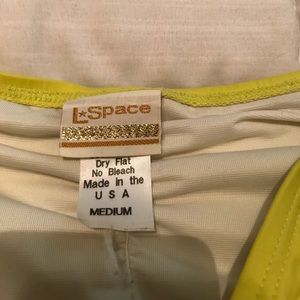 L*Space
Dry Flat
No Bleach
Made in the
U S A
MEDIUM